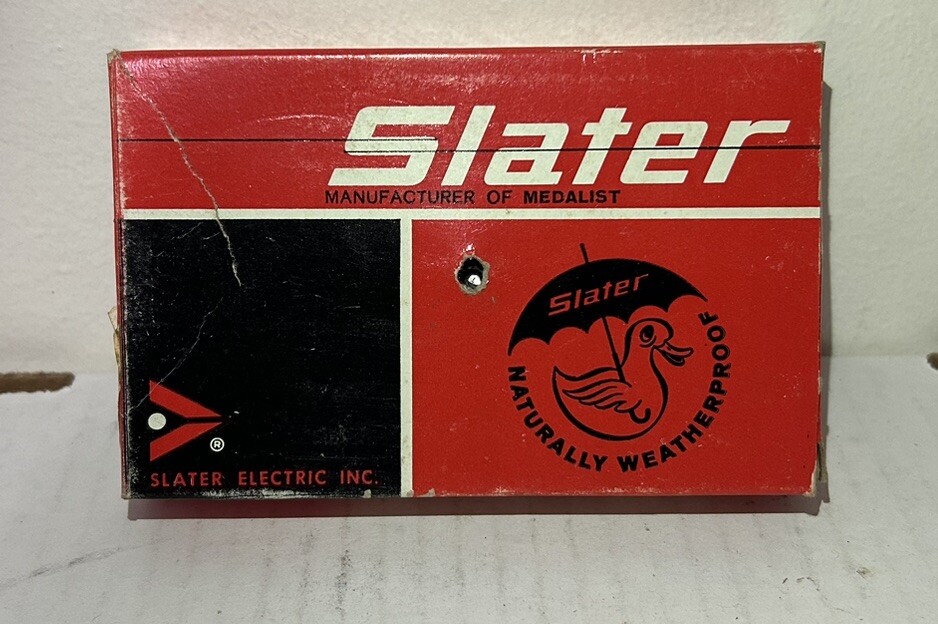 Slater
MANUFACTURER OF MEDALIST
Slater
NATURALLY WEATHERPROOF
®
SLATER ELECTRIC INC.